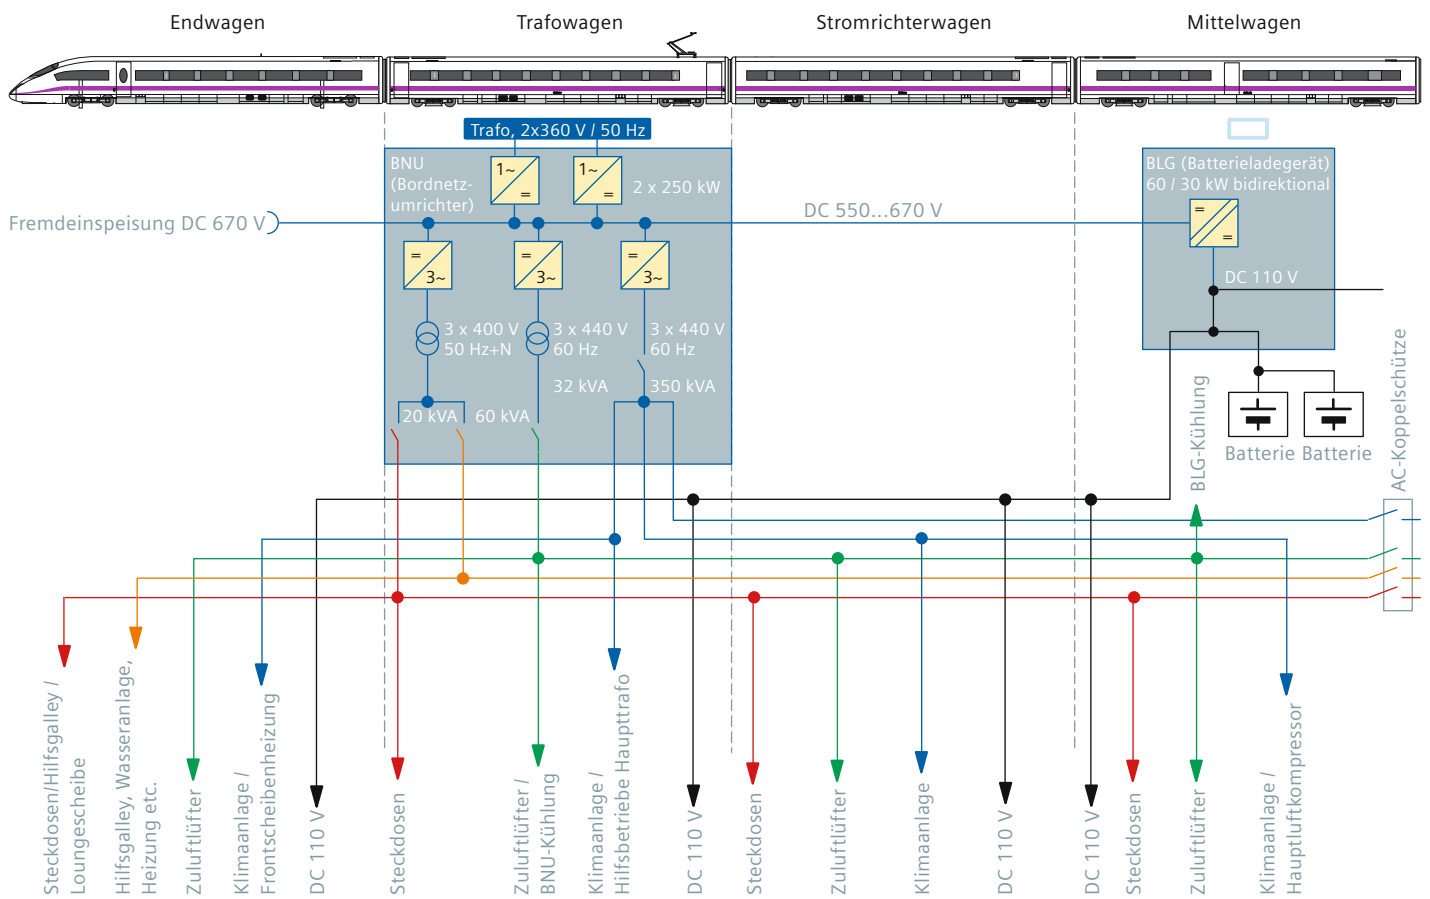 Endwagen
Trafowagen
Stromrichterwagen
Mittelwagen
Trafo, 2x360 V / 50 Hz
BNU
(Bordnetz-
umrichter)
1~
=
1~
=
2 x 250 kW
BLG (Batterieladegerät)
60 / 30 kW bidirektional
=
=
Fremdeinspeisung DC 670 V
DC 550...670 V
=
3~
=
3~
=
3~
DC 110 V
3 x 400 V
50 Hz+N
3 x 440 V
60 Hz
3 x 440 V
60 Hz
32 kVA
350 kVA
20 kVA
60 kVA
BLG-Kühlung
Batterie
Batterie
AC-Koppelschütze
Steckdosen/Hilfsgalley /
Loungescheibe
Hilfsgalley, Wasseranlage,
Heizung etc.
Zuluftlüfter
Klimaanlage /
Frontscheibenheizung
DC 110 V
Steckdosen
Zuluftlüfter /
BNU-Kühlung
Klimaanlage /
Hilfsbetriebe Haupttrafo
DC 110 V
Steckdosen
Zuluftlüfter
Klimaanlage
DC 110 V
DC 110 V
Steckdosen
Zuluftlüfter
Klimaanlage /
Hauptluftkompressor